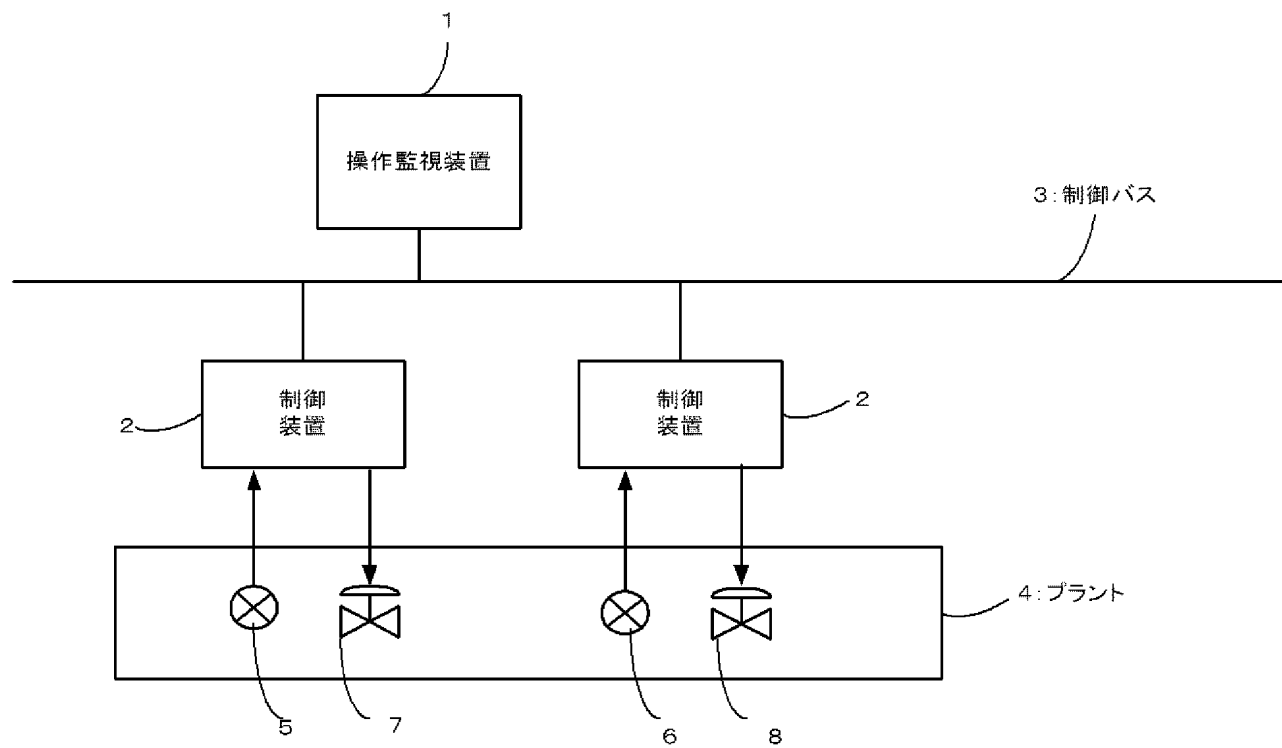 １
操作監視装置
３：制御バス
制御
装置
２
制御
装置
２
４：プラント
５
７
６
８